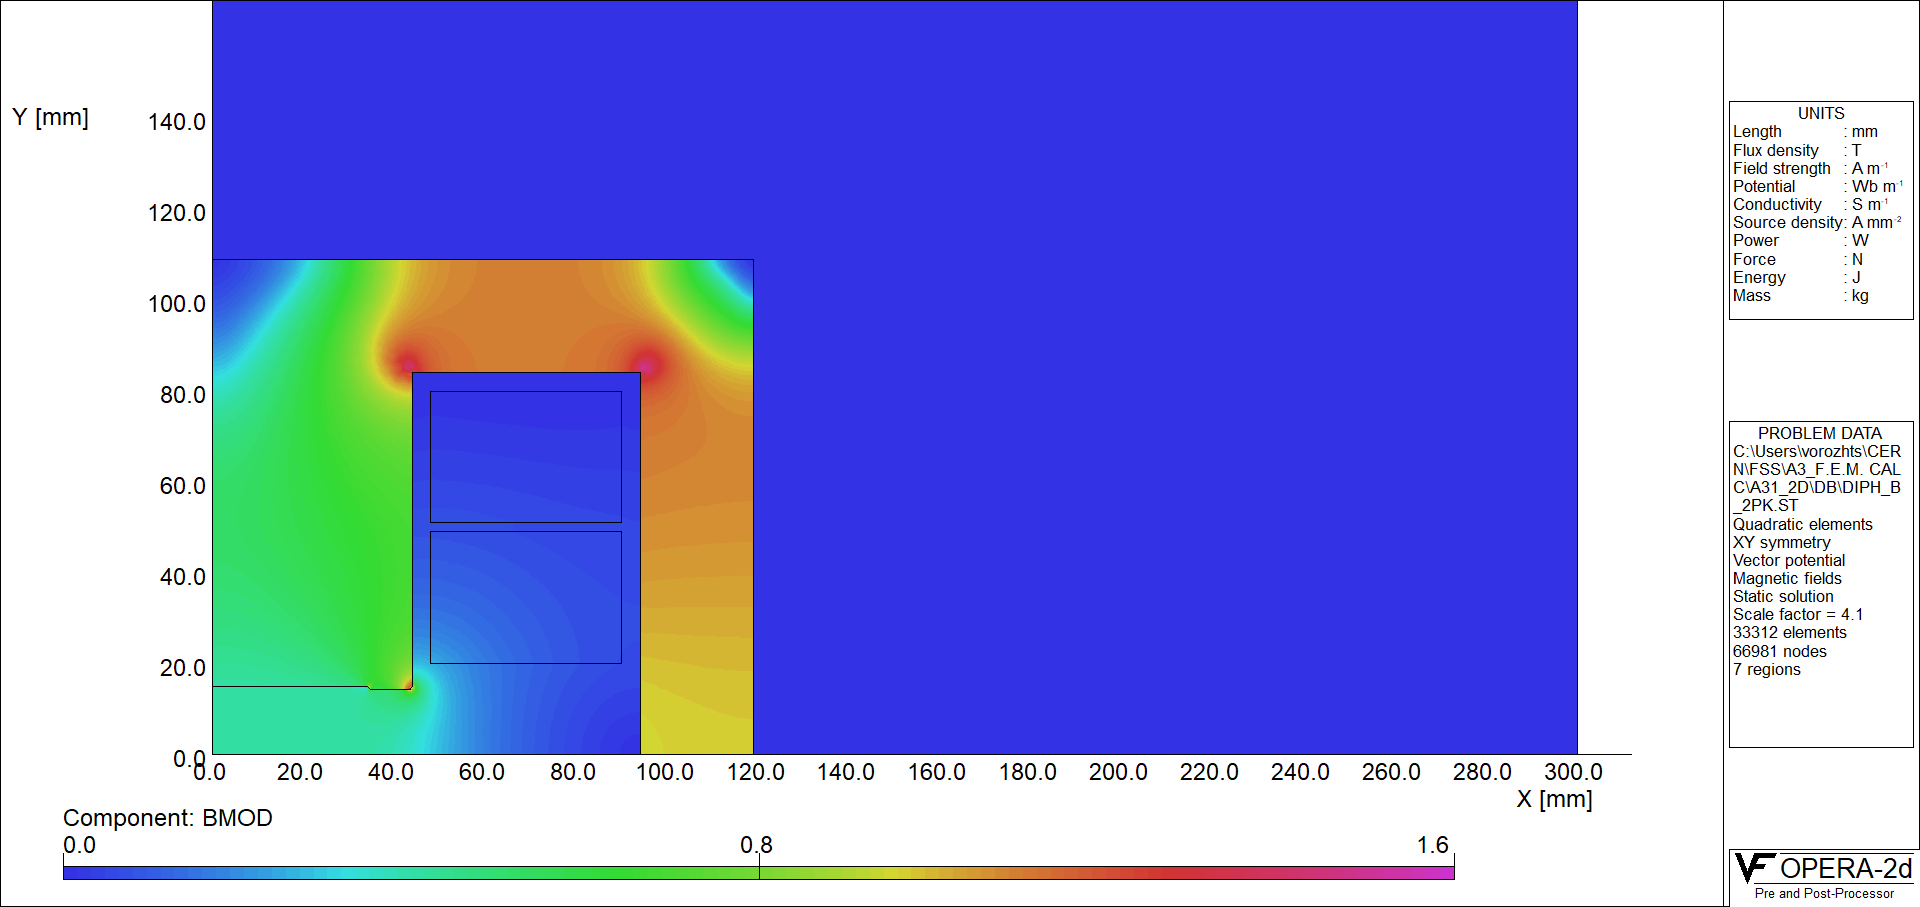 Y [mm]
140.0
120.0
100.0
80.0
60.0
40.0
20.0
0.0
0.0 20.0 40.0 60.0 80.0 100.0 120.0 140.0 160.0 180.0 200.0 220.0 240.0 260.0 280.0 300.0
X [mm]
Component: BMOD
0.0 0.8 1.6
UNITS
Length : mm
Flux density : T
Field strength : A m⁻¹
Potential : Wb m⁻¹
Conductivity : S m⁻¹
Source density: A mm⁻²
Power : W
Force : N
Energy : J
Mass : kg
PROBLEM DATA
C:\Users\vorozhts\CER
N\FSS\A3_F.E.M. CAL
C\A31_2D\DB\DIPH_B
_2PK.ST
Quadratic elements
XY symmetry
Vector potential
Magnetic fields
Static solution
Scale factor = 4.1
33312 elements
66981 nodes
7 regions
VF OPERA-2d
Pre and Post-Processor